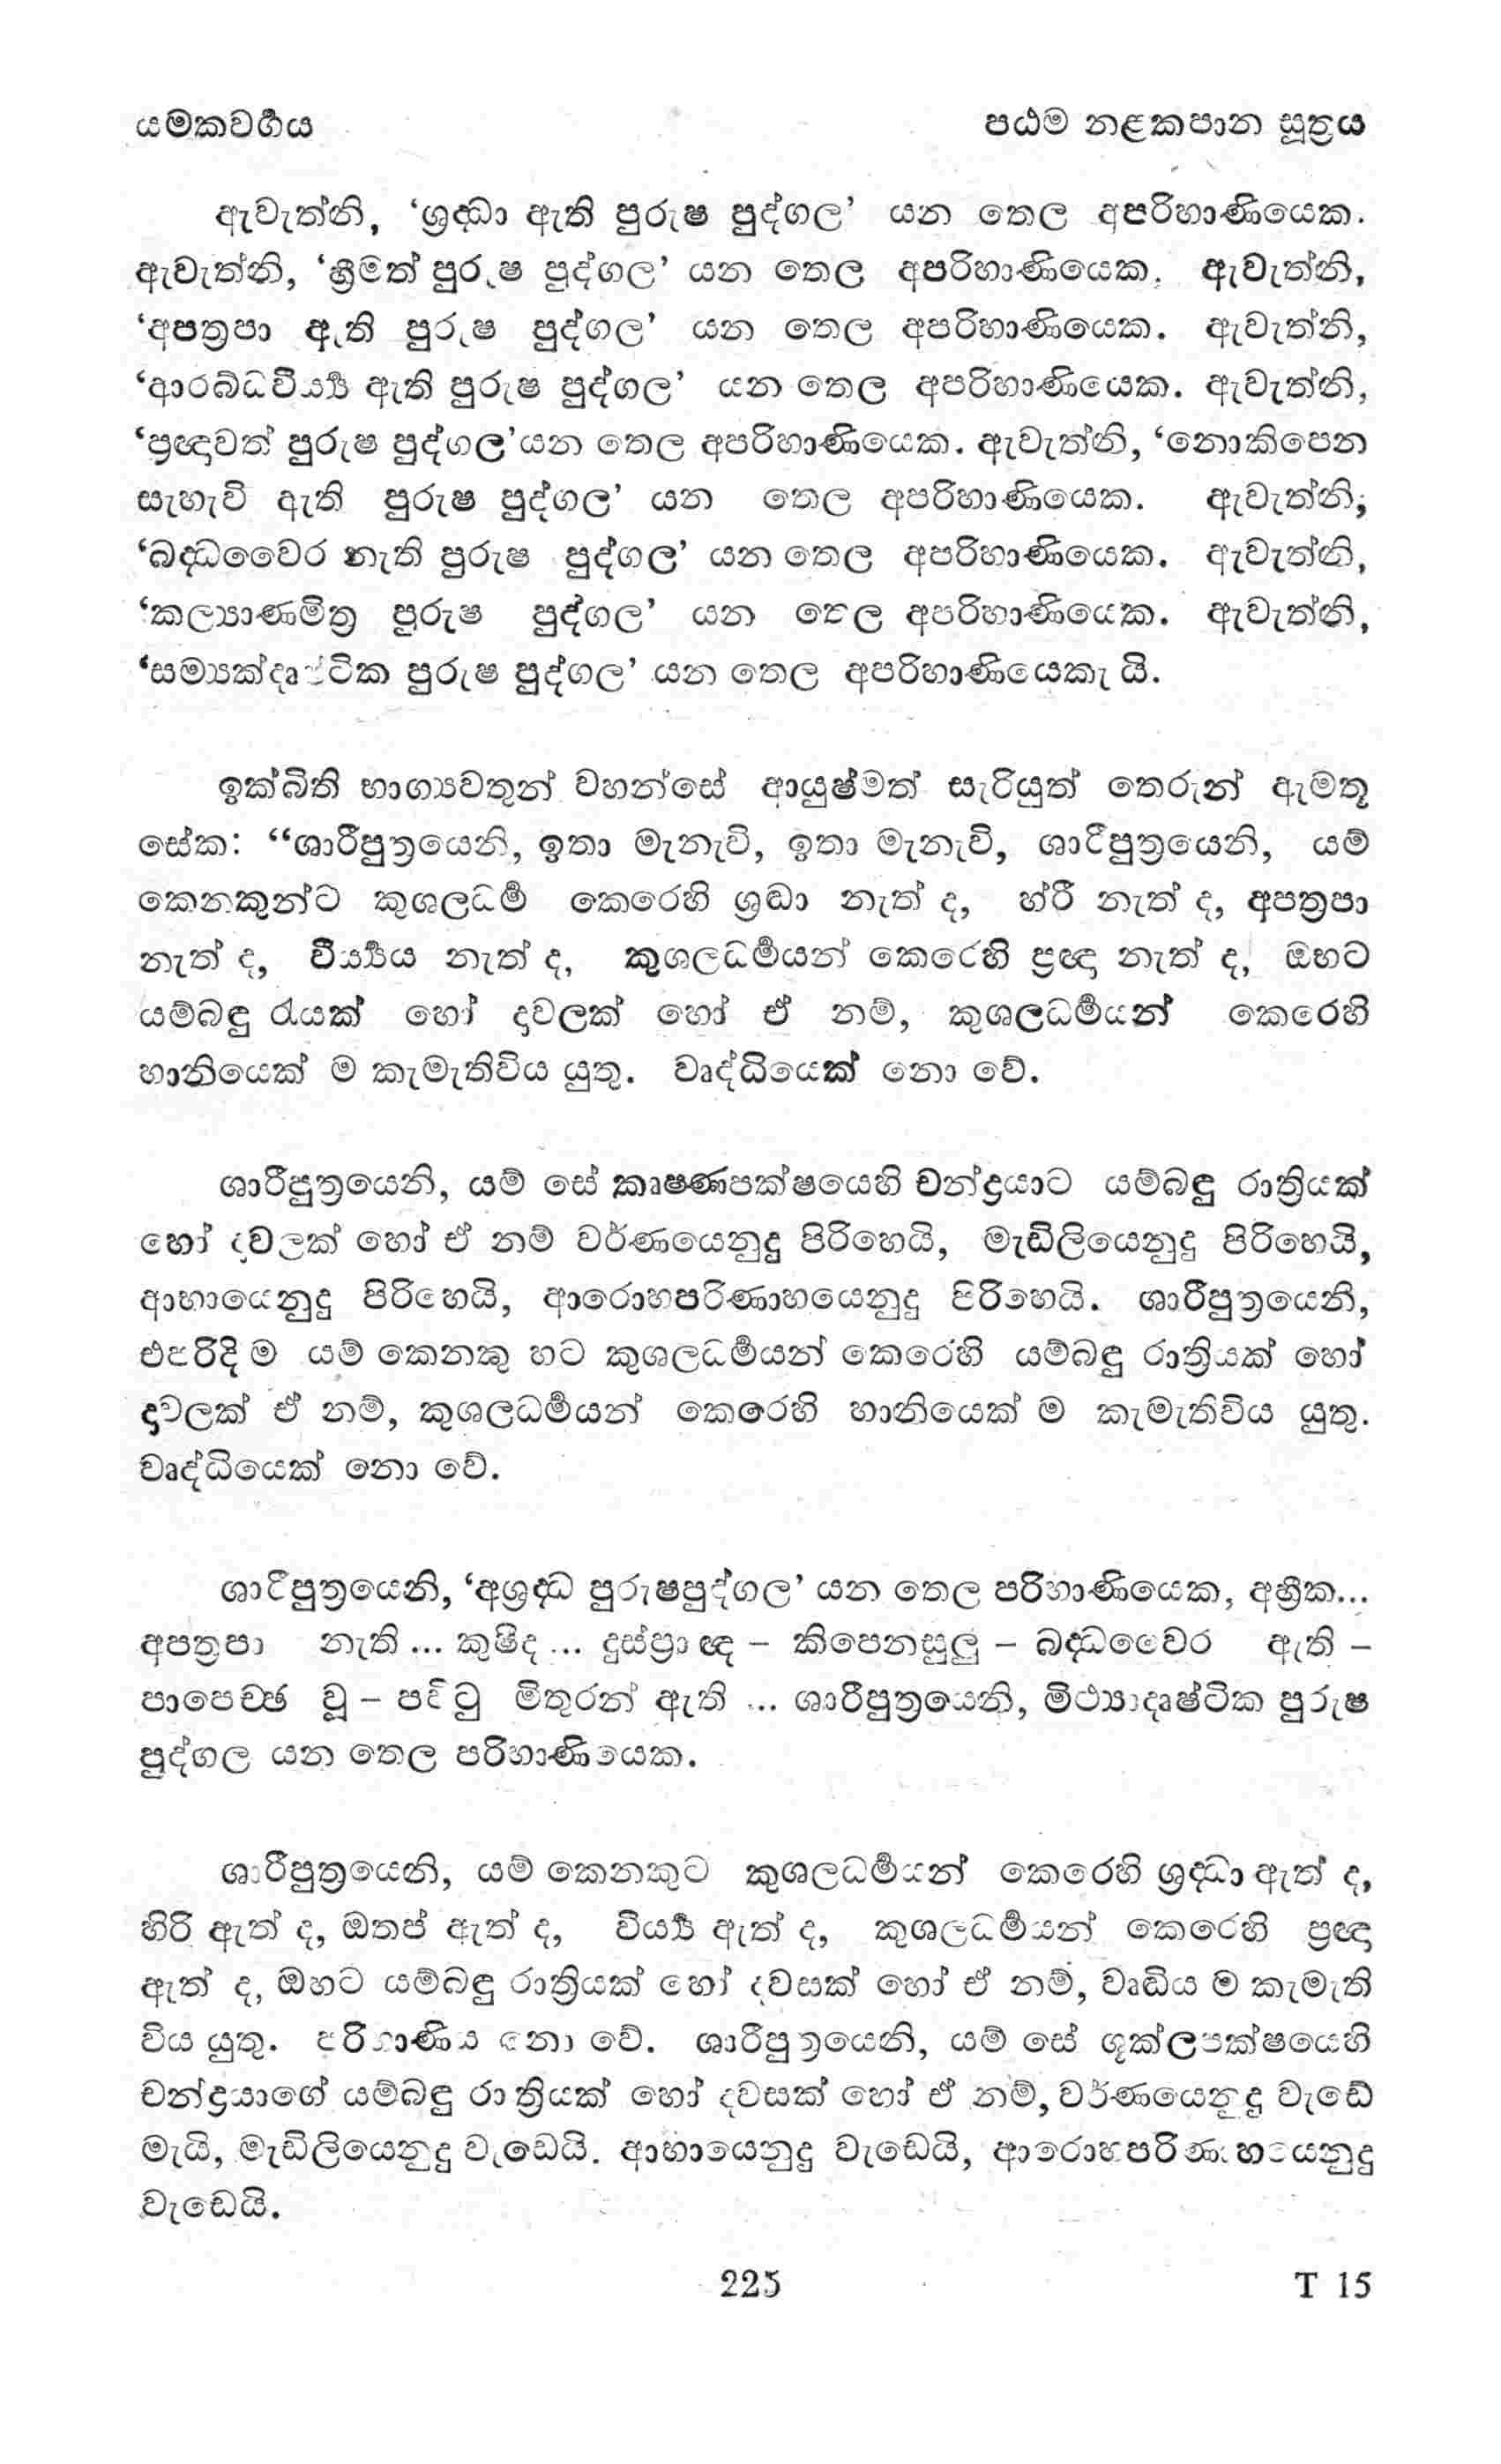 යමකවර්‍ගය පඨම නළකපාන සූත්‍රය
ඇවැත්නි, ‘ශ්‍රද්‍ධා ඇති පුරුෂ පුද්ගල’ යන තෙල අපරිහාණියෙක.
ඇවැත්නි, ‘හ්‍රීමත් පුරුෂ පුද්ගල’ යන තෙල අපරිහාණියෙක. ඇවැත්නි,
‘අපත්‍රපා ඇති පුරුෂ පුද්ගල’ යන තෙල අපරිහාණියෙක. ඇවැත්නි,
‘ආරබ්ධවීර්‍ය්‍ය ඇති පුරුෂ පුද්ගල’ යන තෙල අපරිහාණියෙක. ඇවැත්නි,
‘ප්‍රඥාවත් පුරුෂ පුද්ගල’යන තෙල අපරිහාණියෙක. ඇවැත්නි, ‘නොකිපෙන
සැහැවි ඇති පුරුෂ පුද්ගල’ යන තෙල අපරිහාණියෙක. ඇවැත්නි,
‘බද්‍ධවෛර නැති පුරුෂ පුද්ගල’ යන තෙල අපරිහාණියෙක. ඇවැත්නි,
‘කල්‍යාණමිත්‍ර පුරුෂ පුද්ගල’ යන තෙල අපරිහාණියෙක. ඇවැත්නි,
‘සම්‍යක්දෘෂ්ටික පුරුෂ පුද්ගල’ යන තෙල අපරිහාණියෙකැ යි.
ඉක්බිති භාග්‍යවතුන් වහන්සේ ආයුෂ්මත් සැරියුත් තෙරුන් ඇමතූ
සේක: “ශාරීපුත්‍රයෙනි, ඉතා මැනැවි, ඉතා මැනැවි, ශාරීපුත්‍රයෙනි, යම්
කෙනකුන්ට කුශලධර්‍ම කෙරෙහි ශ්‍රඬා නැත් ද, හ්රී නැත් ද, අපත්‍රපා
නැත් ද, වීර්‍ය්‍යය නැත් ද, කුශලධර්‍මයන් කෙරෙහි ප්‍රඥා නැත් ද, ඔහට
යම්බඳු රැයක් හෝ දාවලක් හෝ ඒ නම්, කුශලධර්‍මයන් කෙරෙහි
හානියෙක් ම කැමැතිවිය යුතු. වෘද්ධියෙක් නො වේ.
ශාරීපුත්‍රයෙනි, යම් සේ කෘෂණපක්ෂයෙහි චන්ද්‍රයාට යම්බඳු රාත්‍රියක්
හෝ දාවලක් හෝ ඒ නම් වර්ණයෙනුදු පිරිහෙයි, මැඬිලියෙනුදු පිරිහෙයි,
ආභායෙනුදු පිරිහෙයි, ආරොහපරිණාහයෙනුදු පිරිහෙයි. ශාරීපුත්‍රයෙනි,
එපරිදි ම යම් කෙනකු හට කුශලධර්‍මයන් කෙරෙහි යම්බඳු රාත්‍රියක් හෝ
දාවලක් ඒ නම්, කුශලධර්‍මයන් කෙරෙහි හානියෙක් ම කැමැතිවිය යුතු.
වෘද්ධියෙක් නො වේ.
ශාරීපුත්‍රයෙනි, ‘අශ්‍රද්‍ධ පුරුෂපුද්ගල’ යන තෙල පරිහාණියෙක, අහ්‍රීක...
අපත්‍රපා නැති ... කුෂීද ... දුස්ප්‍රාඥ – කිපෙනසුලු – බද්‍ධවෛර ඇති –
පාපෙච්ඡ වූ – පවිටු මිතුරන් ඇති ... ශාරීපුත්‍රයෙනි, මිථ්‍යාදෘෂ්ටික පුරුෂ
පුද්ගල යන තෙල පරිහාණියෙක.
ශාරීපුත්‍රයෙනි, යම් කෙනකුට කුශලධර්‍මයන් කෙරෙහි ශ්‍රද්‍ධා ඇත් ද,
හිරි ඇත් ද, ඔතප් ඇත් ද, වීර්‍ය්‍ය ඇත් ද, කුශලධර්‍මයන් කෙරෙහි ප්‍රඥා
ඇත් ද, ඔහට යම්බඳු රාත්‍රියක් හෝ දවසක් හෝ ඒ නම්, වෘඬිය ම කැමැති
විය යුතු. පරිහාණිය නො වේ. ශාරීපුත්‍රයෙනි, යම් සේ ශූක්ලපක්ෂයෙහි
චන්ද්‍රයාගේ යම්බඳු රාත්‍රියක් හෝ දවසක් හෝ ඒ නම්, වර්ණයෙනුදු වැඩේ
මැයි, මැඬිලියෙනුදු වැඩෙයි. ආභායෙනුදු වැඩෙයි, ආරොහපරිණාහයෙනුදු
වැඩෙයි.
225 T 15